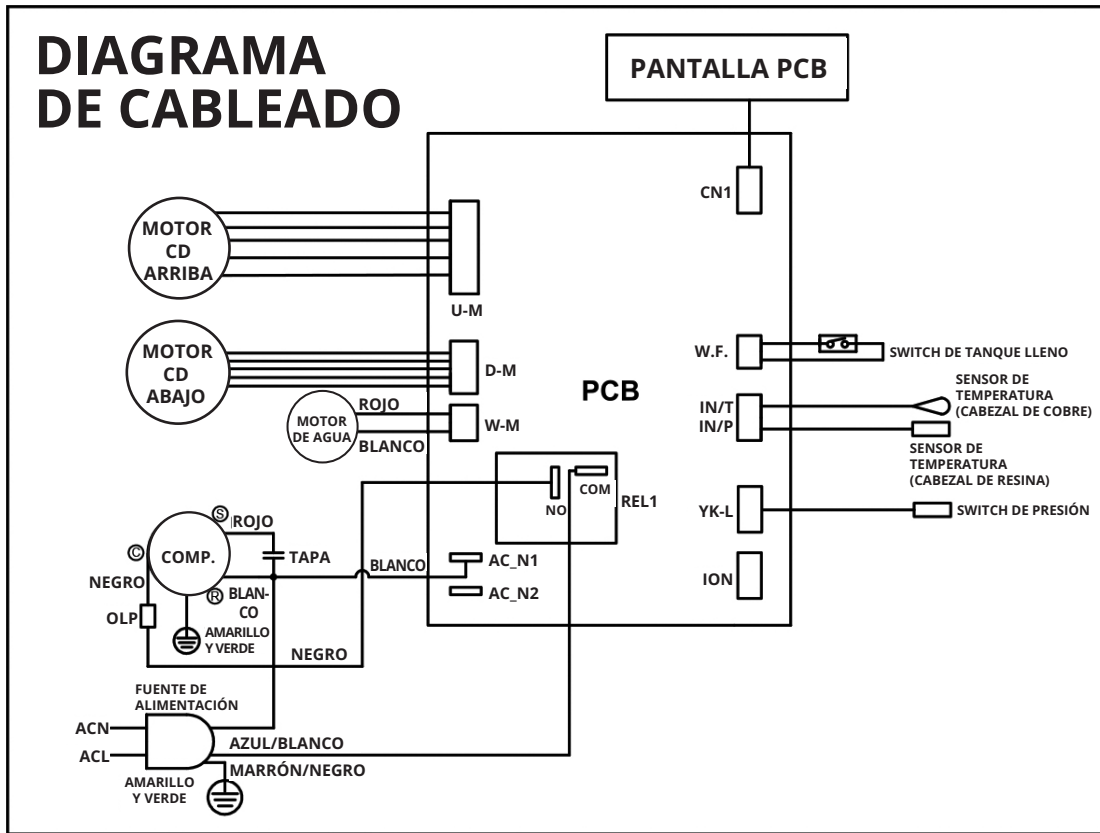 DIAGRAMA
DE CABLEADO
PANTALLA PCB
CN1
MOTOR
CD
ARRIBA
U-M
MOTOR
CD
ABAJO
D-M
MOTOR
DE AGUA
ROJO
BLANCO
W-M
PCB
W.F.
SWITCH DE TANQUE LLENO
IN/T
IN/P
SENSOR DE
TEMPERATURA
(CABEZAL DE COBRE)
SENSOR DE
TEMPERATURA
(CABEZAL DE RESINA)
NO
COM
REL1
YK-L
SWITCH DE PRESIÓN
ION
S
ROJO
C
COMP.
TAPA
NEGRO
R
BLAN-
CO
OLP
AMARILLO
Y VERDE
BLANCO
AC_N1
AC_N2
NEGRO
FUENTE DE
ALIMENTACIÓN
ACN
ACL
AZUL/BLANCO
MARRÓN/NEGRO
AMARILLO
Y VERDE